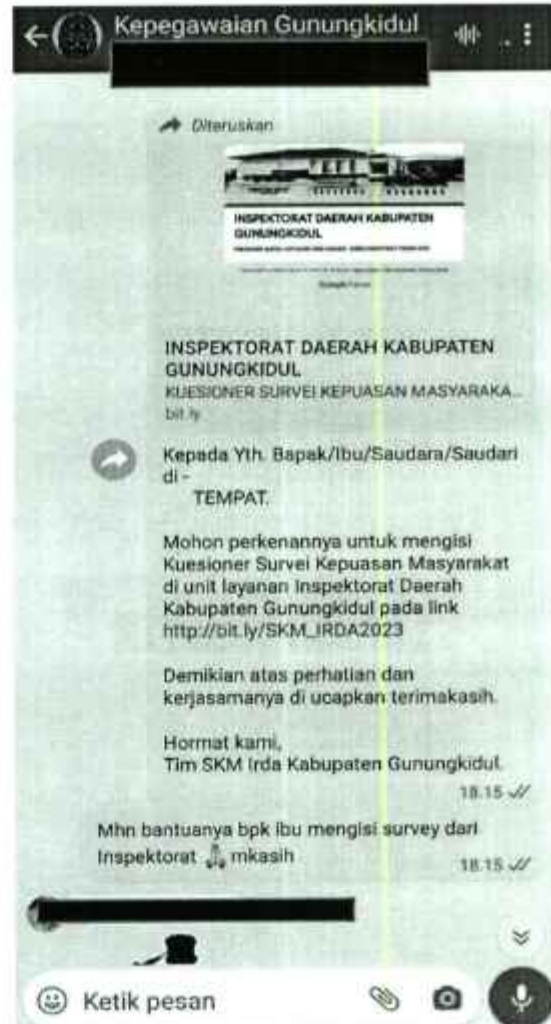 Kepegawaian Gunungkidul
Diteruskan
INSPEKTORAT DAERAH KABUPATEN
GUNUNGKIDUL
INSPEKTORAT DAERAH KABUPATEN
GUNUNGKIDUL
KUESIONER SURVEI KEPUASAN MASYARAKA...
bit.ly
Kepada Yth. Bapak/Ibu/Saudara/Saudari
di -
TEMPAT.
Mohon perkenannya untuk mengisi
Kuesioner Survei Kepuasan Masyarakat
di unit layanan Inspektorat Daerah
Kabupaten Gunungkidul pada link
http://bit.ly/SKM_IRDA2023
Demikian atas perhatian dan
kerjasamanya di ucapkan terimakasih.
Hormat kami,
Tim SKM Irda Kabupaten Gunungkidul.
18.15
Mhn bantuanya bpk ibu mengisi survey dari
Inspektorat 🙏 mkasih
18.15
Ketik pesan